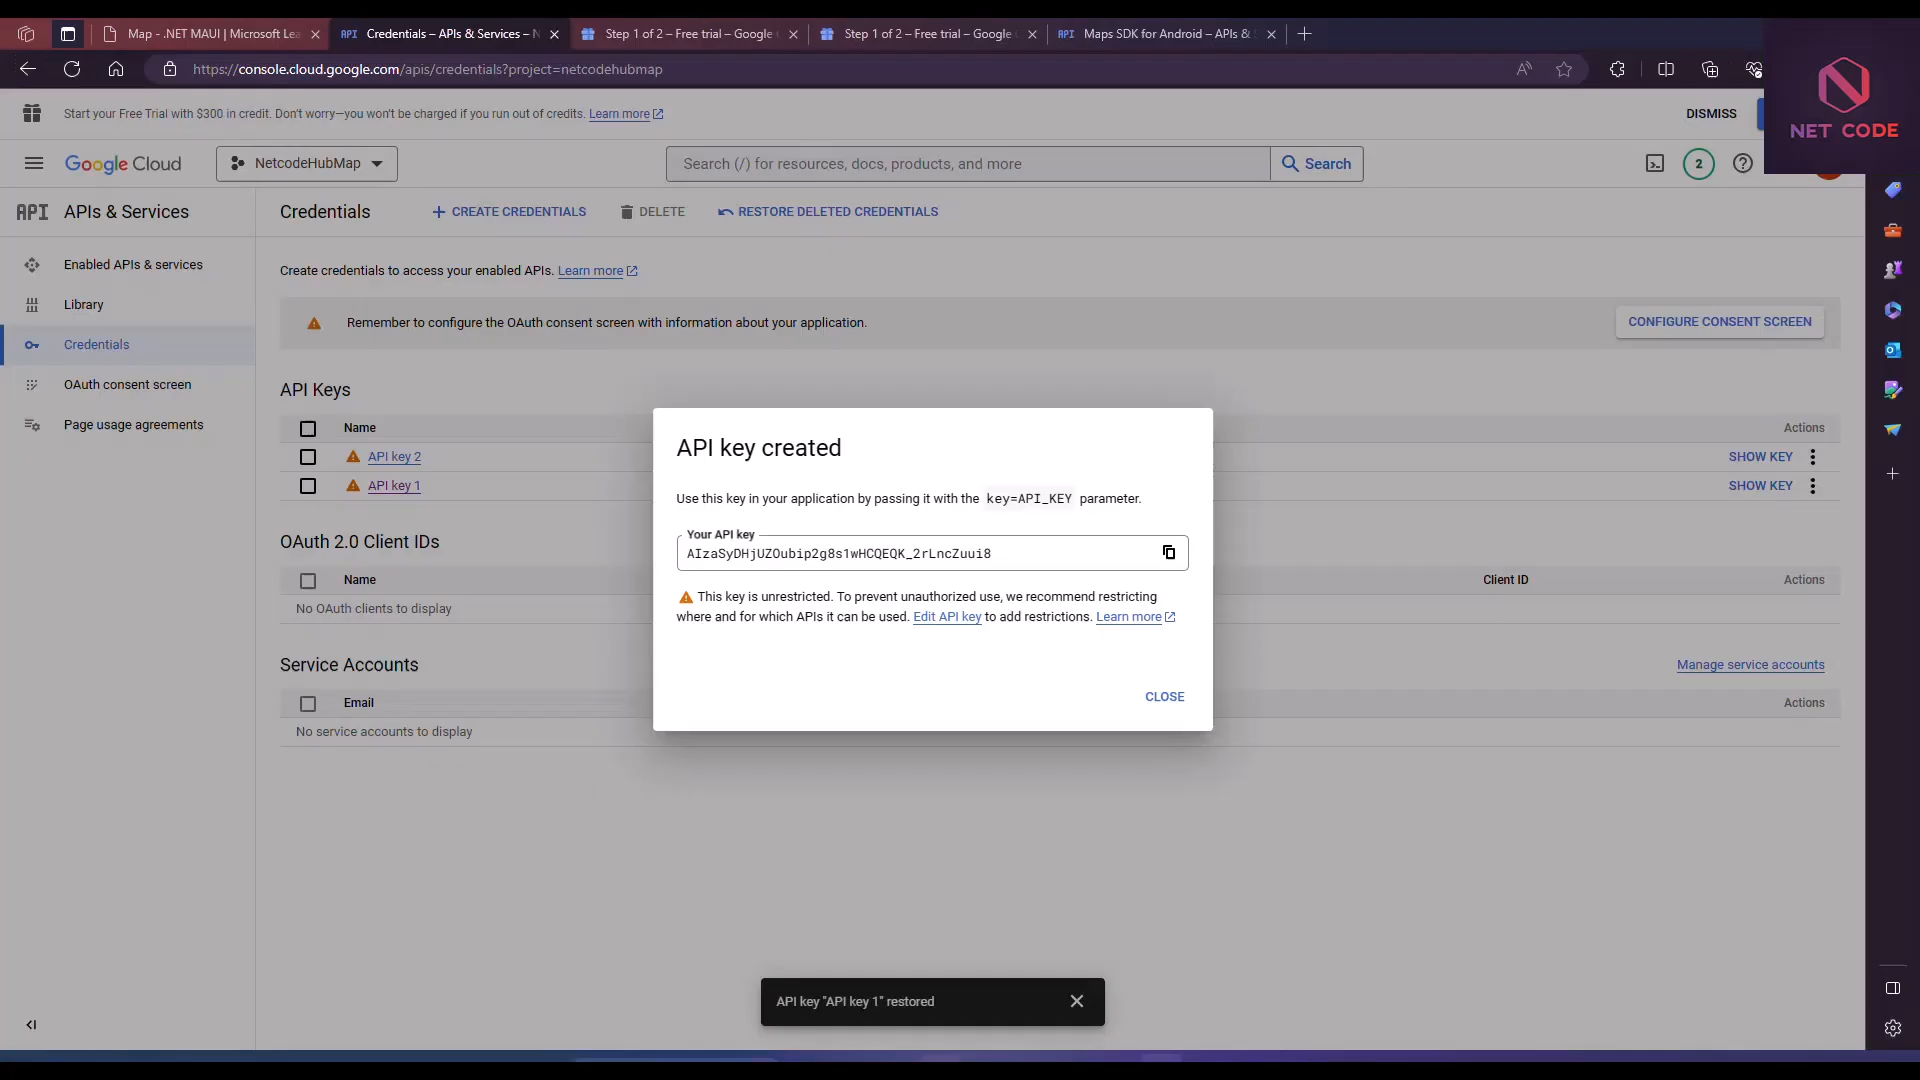 Map - .NET MAUI | Microsoft Lea
Credentials – APIs & Services – N
Step 1 of 2 – Free trial – Google
Step 1 of 2 – Free trial – Google
Maps SDK for Android – APIs &
https://console.cloud.google.com/apis/credentials?project=netcodehubmap
NET CODE
Start your Free Trial with $300 in credit. Don't worry—you won't be charged if you run out of credits. Learn more
DISMISS
Google Cloud
NetcodeHubMap
Search (/) for resources, docs, products, and more
Search
2
API APIs & Services
Credentials
CREATE CREDENTIALS
DELETE
RESTORE DELETED CREDENTIALS
Enabled APIs & services
Library
Credentials
OAuth consent screen
Page usage agreements
Create credentials to access your enabled APIs. Learn more
Remember to configure the OAuth consent screen with information about your application.
CONFIGURE CONSENT SCREEN
API Keys
Name
Actions
API key 2
SHOW KEY
API key 1
SHOW KEY
OAuth 2.0 Client IDs
Name
Client ID
Actions
No OAuth clients to display
Service Accounts
Manage service accounts
Email
Actions
No service accounts to display
API key created
Use this key in your application by passing it with the key=API_KEY parameter.
Your API key
AIzaSyDHjUZOubip2g8s1wHCQEQK_2rLncZuui8
This key is unrestricted. To prevent unauthorized use, we recommend restricting
where and for which APIs it can be used. Edit API key to add restrictions. Learn more
CLOSE
API key "API key 1" restored